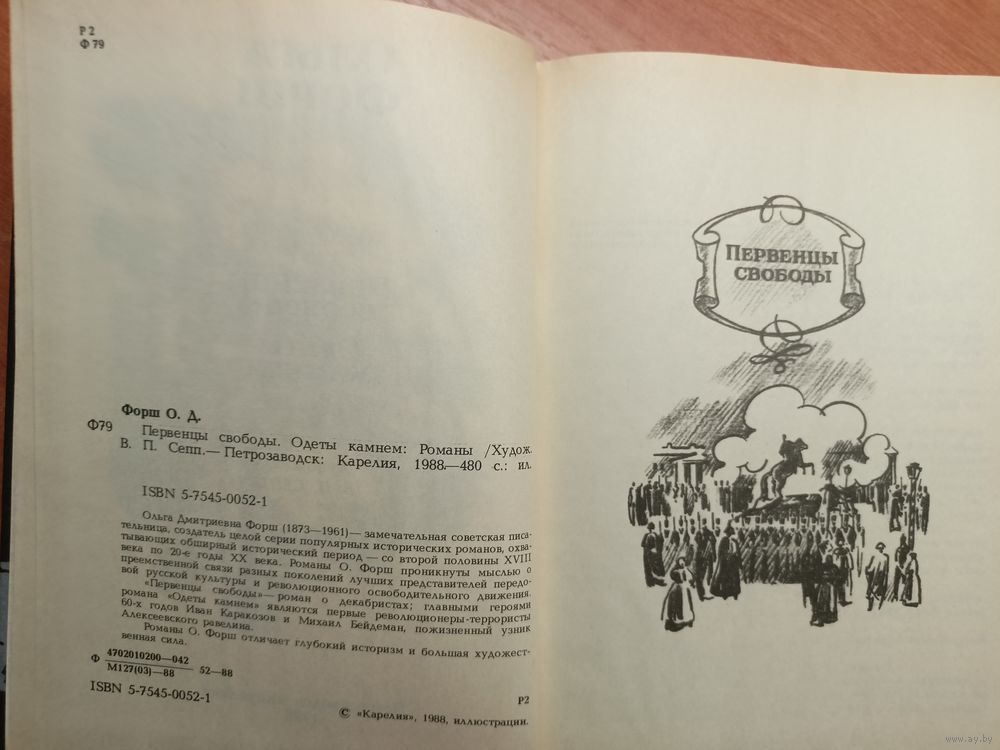 Р2
Ф 79
Форш О. Д.
Ф79 Первенцы свободы. Одеты камнем: Романы /Худож.
В. П. Сепп.— Петрозаводск: Карелия, 1988.—480 с.: ил.
ISBN 5-7545-0052-1
Ольга Дмитриевна Форш (1873—1961)— замечательная советская писа-
тельница, создатель целой серии популярных исторических романов, охва-
тывающих обширный исторический период — со второй половины XVIII
века по 20-е годы XX века. Романы О. Форш проникнуты мыслью о
преемственной связи разных поколений лучших представителей передо-
вой русской культуры и революционного освободительного движения.
«Первенцы свободы»— роман о декабристах; главными героями
романа «Одеты камнем» являются первые революционеры-террористы
60-х годов Иван Каракозов и Михаил Бейдеман, пожизненный узник
Алексеевского равелина.
Романы О. Форш отличает глубокий историзм и большая художест-
венная сила.
Ф 4702010200—042
М127(03)—88 52—88
ISBN 5-7545-0052-1
Р2
© «Карелия», 1988, иллюстрации.
Первенцы
свободы
www.ay.by